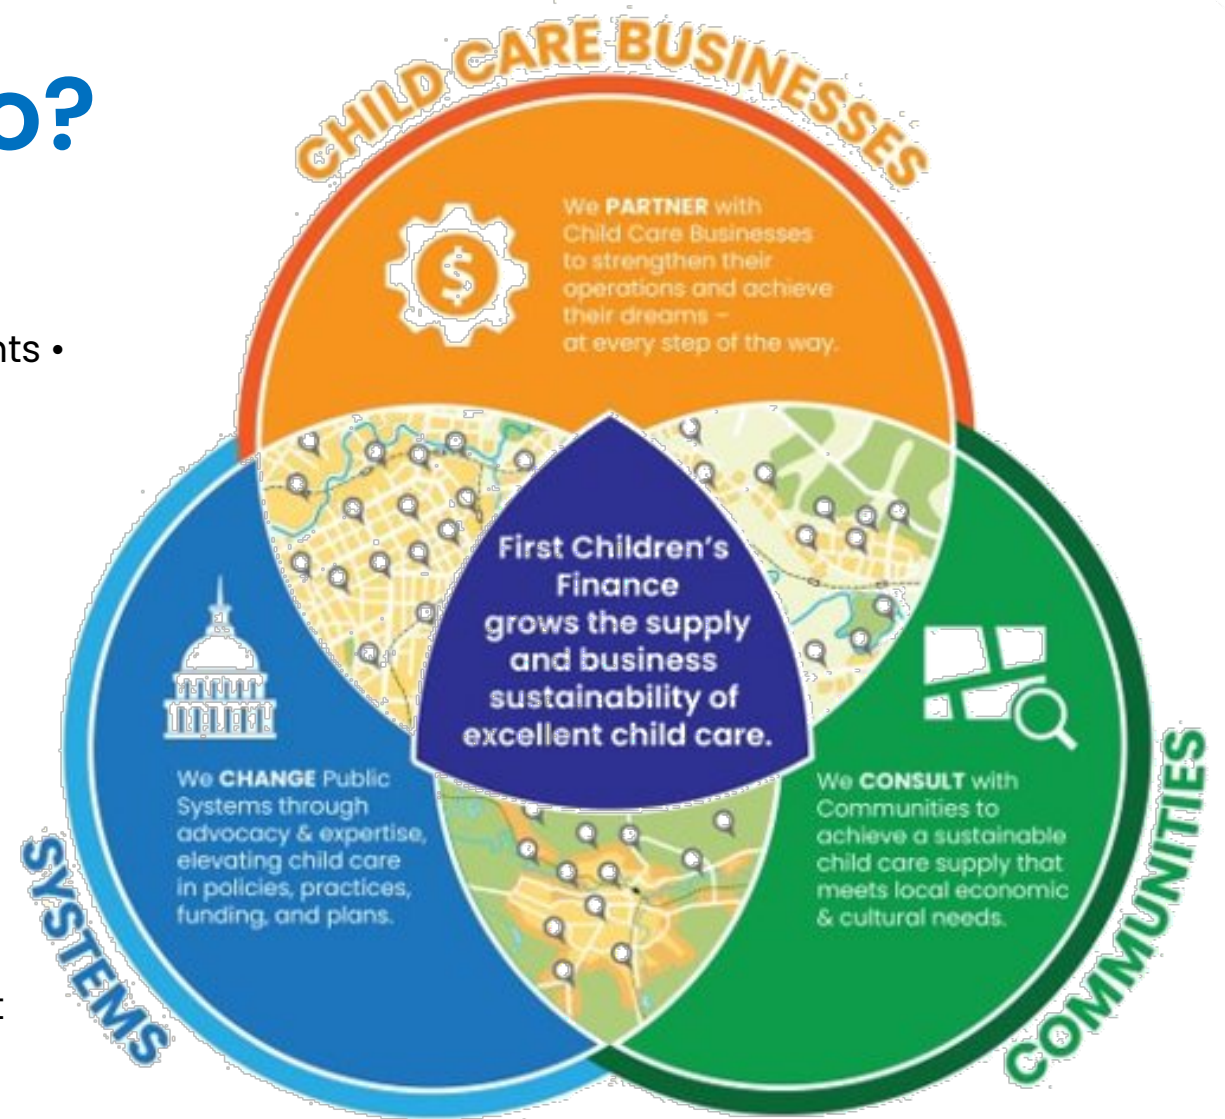 o?
nts •
CHILD CARE BUSINESSES
We PARTNER with
Child Care Businesses
to strengthen their
operations and achieve
their dreams –
at every step of the way.
First Children's
Finance
grows the supply
and business
sustainability of
excellent child care.
We CHANGE Public
Systems through
advocacy & expertise,
elevating child care
in policies, practices,
funding, and plans.
SYSTEMS
We CONSULT with
Communities to
achieve a sustainable
child care supply that
meets local economic
& cultural needs.
COMMUNITIES